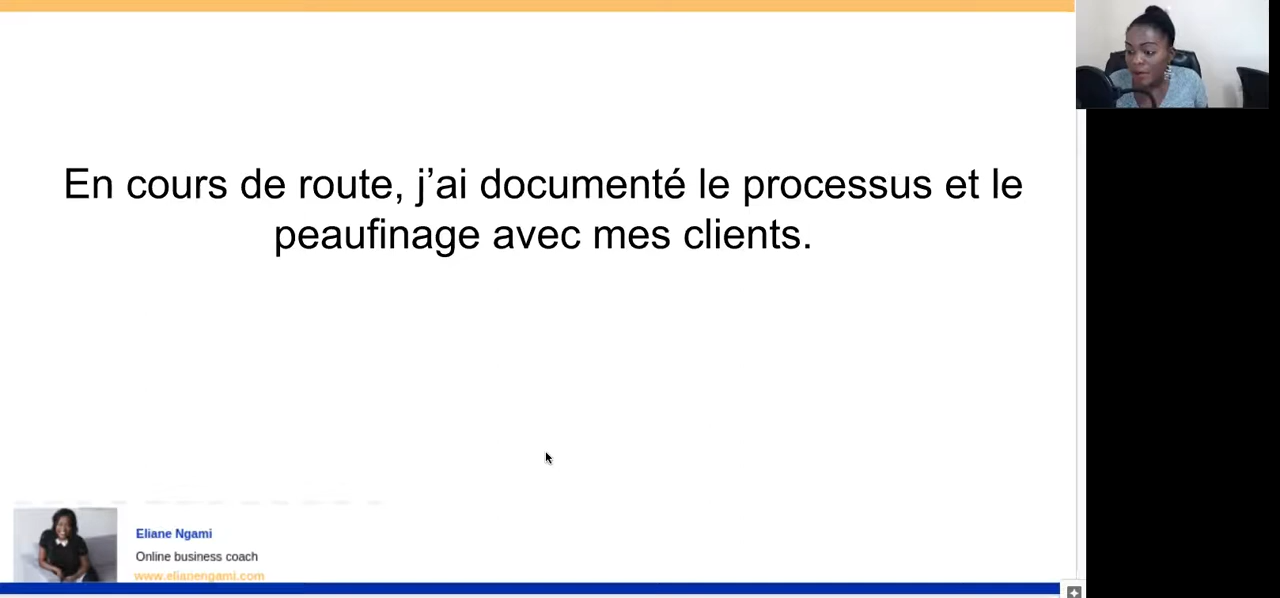 En cours de route, j’ai documenté le processus et le
peaufinage avec mes clients.
Eliane Ngami
Online business coach
www.elianengami.com